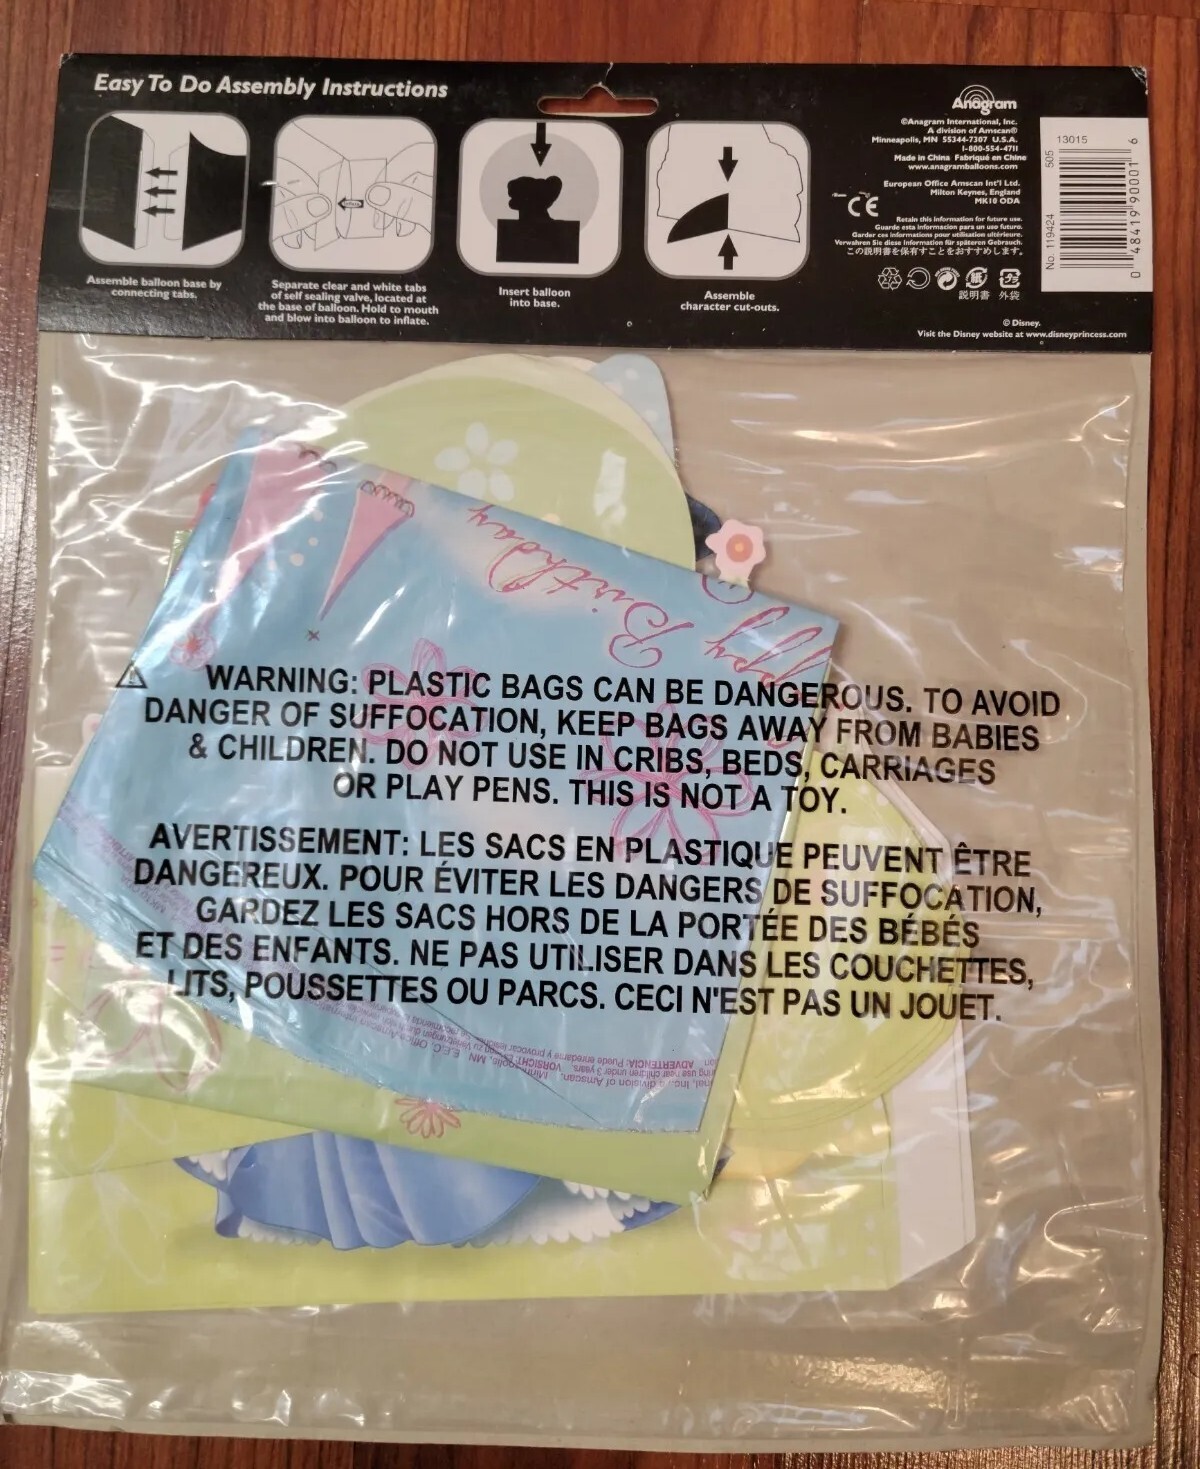 Easy To Do Assembly Instructions
Assemble balloon base by
connecting tabs.
Separate clear and white tabs
of self sealing valve, located at
the base of balloon. Hold to mouth
and blow into balloon to inflate.
Insert balloon
into base.
Assemble
character cut-outs.
Anagram
©Anagram International, Inc.
A division of Amscan®
Minneapolis, MN 55344-7307 U.S.A.
1-800-554-4711
Made in China Fabriqué en Chine
www.anagramballoons.com
European Office Amscan Int'l Ltd.
Milton Keynes, England
MK10 0DA
CE
Retain this information for future use.
Guarde esta informacion para un uso futuro.
Garder ces informations pour utilisation ultérieure.
Verwahren Sie diese Information für späteren Gebrauch.
この説明書を保有すことをおすすめします。
説明書 外袋
© Disney.
Visit the Disney website at www.disneyprincess.com
13015
505
No. 119424
0 48419 90001 6
Birthday
WARNING: PLASTIC BAGS CAN BE DANGEROUS. TO AVOID
DANGER OF SUFFOCATION, KEEP BAGS AWAY FROM BABIES
& CHILDREN. DO NOT USE IN CRIBS, BEDS, CARRIAGES
OR PLAY PENS. THIS IS NOT A TOY.
AVERTISSEMENT: LES SACS EN PLASTIQUE PEUVENT ÊTRE
DANGEREUX. POUR ÉVITER LES DANGERS DE SUFFOCATION,
GARDEZ LES SACS HORS DE LA PORTÉE DES BÉBÉS
ET DES ENFANTS. NE PAS UTILISER DANS LES COUCHETTES,
LITS, POUSSETTES OU PARCS. CECI N'EST PAS UN JOUET.